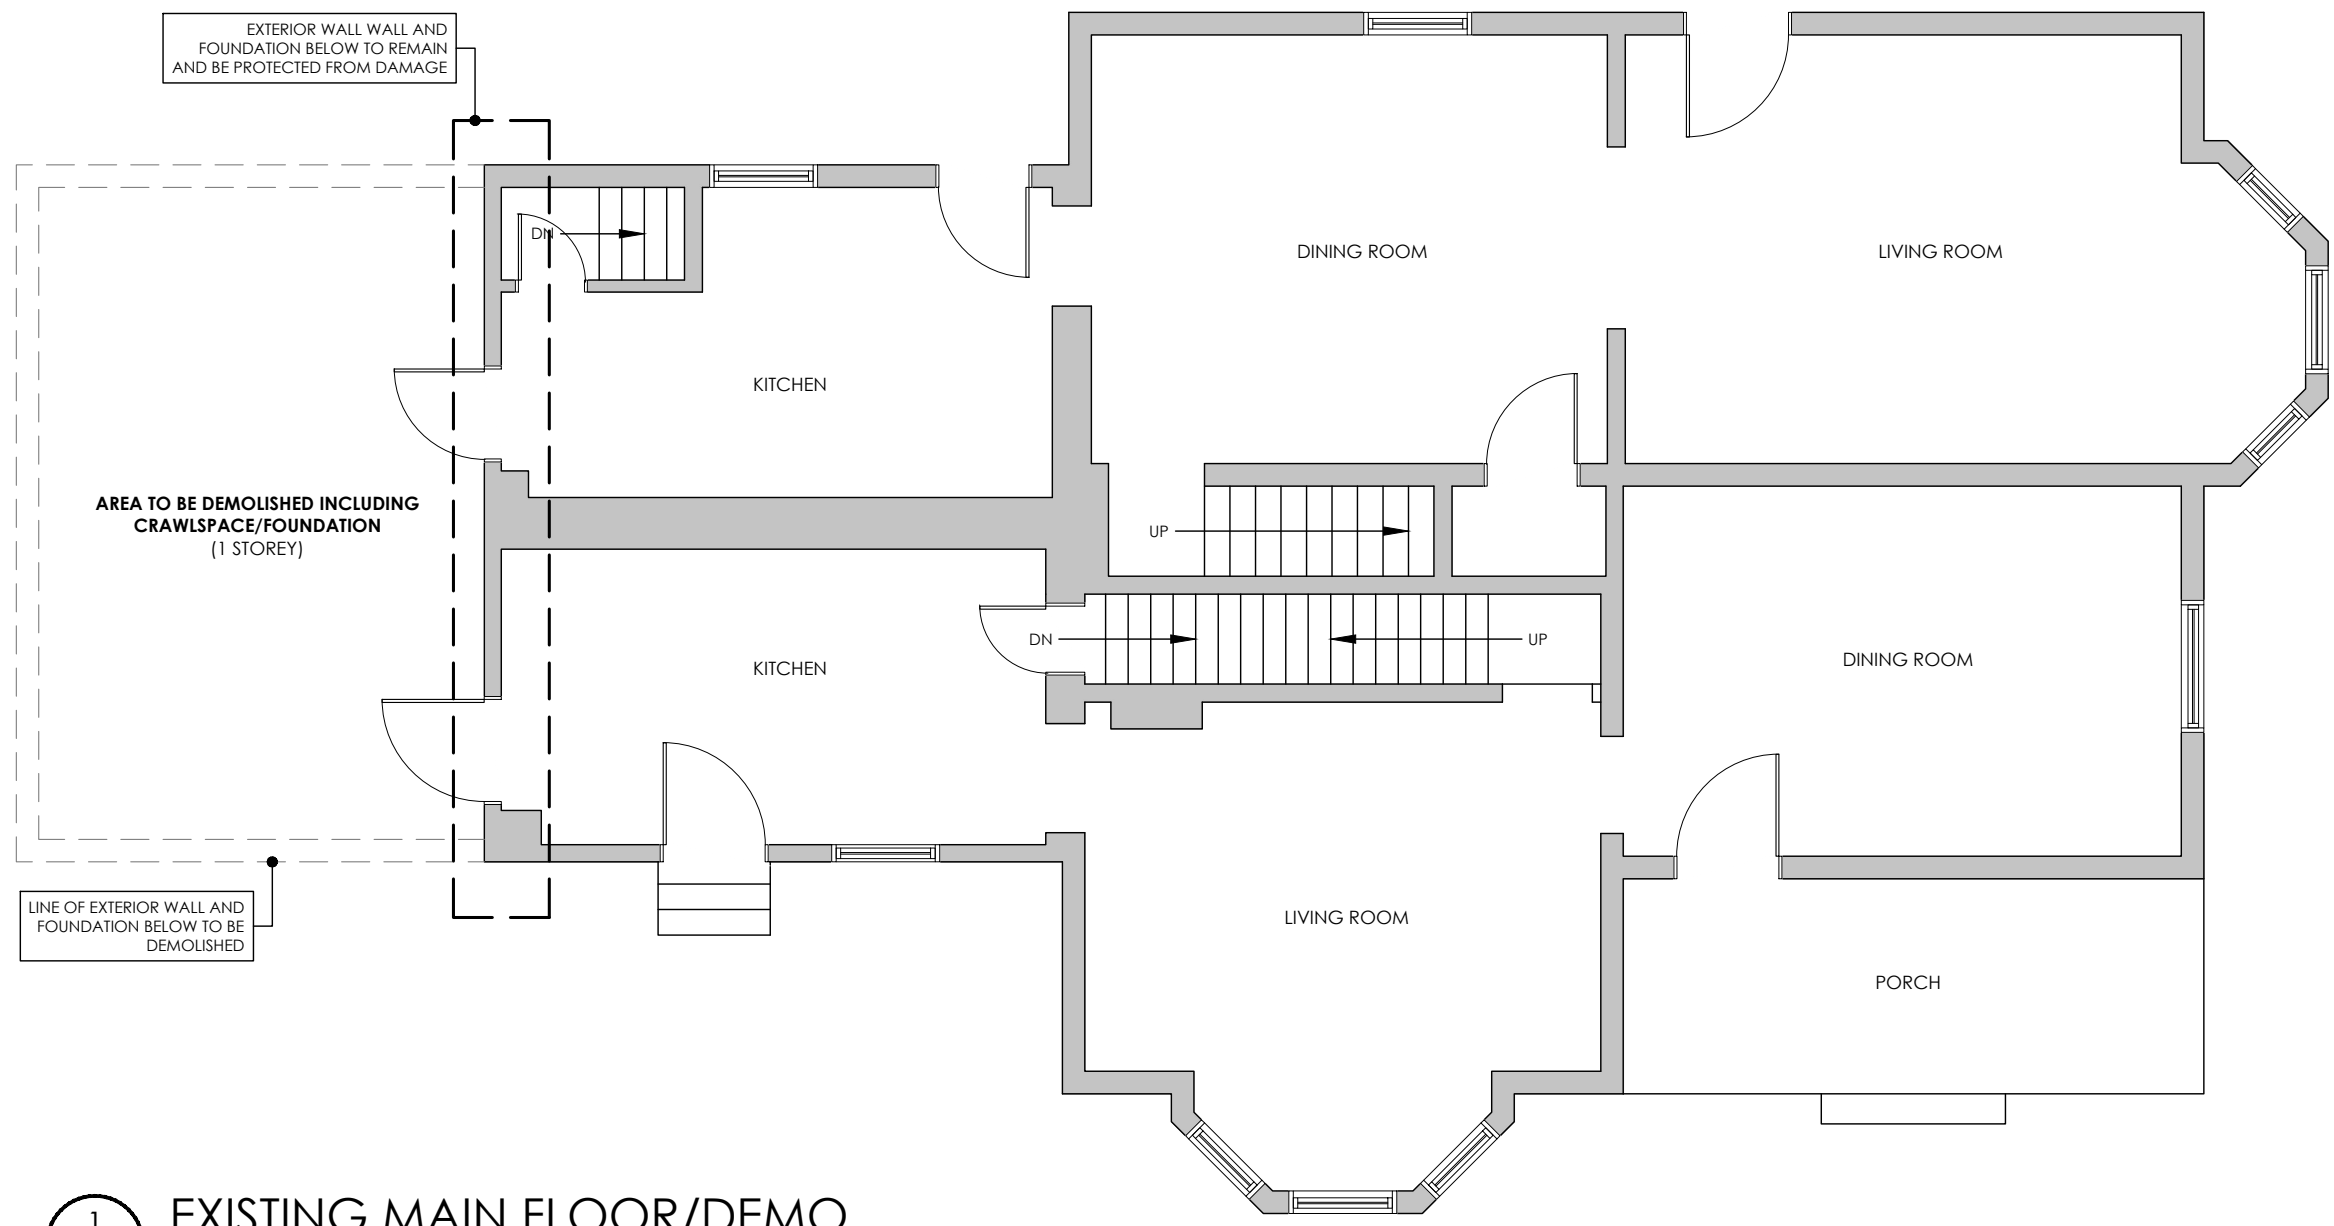 EXTERIOR WALL WALL AND
FOUNDATION BELOW TO REMAIN
AND BE PROTECTED FROM DAMAGE
DN
DINING ROOM
LIVING ROOM
KITCHEN
AREA TO BE DEMOLISHED INCLUDING
CRAWLSPACE/FOUNDATION
(1 STOREY)
UP
KITCHEN
DN
UP
DINING ROOM
LINE OF EXTERIOR WALL AND
FOUNDATION BELOW TO BE
DEMOLISHED
LIVING ROOM
PORCH
1
EXISTING MAIN FLOOR/DEMO